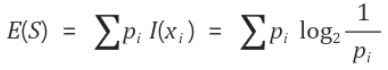 E(S) = ∑p_i I(x_i) = ∑p_i log_2 1/p_i